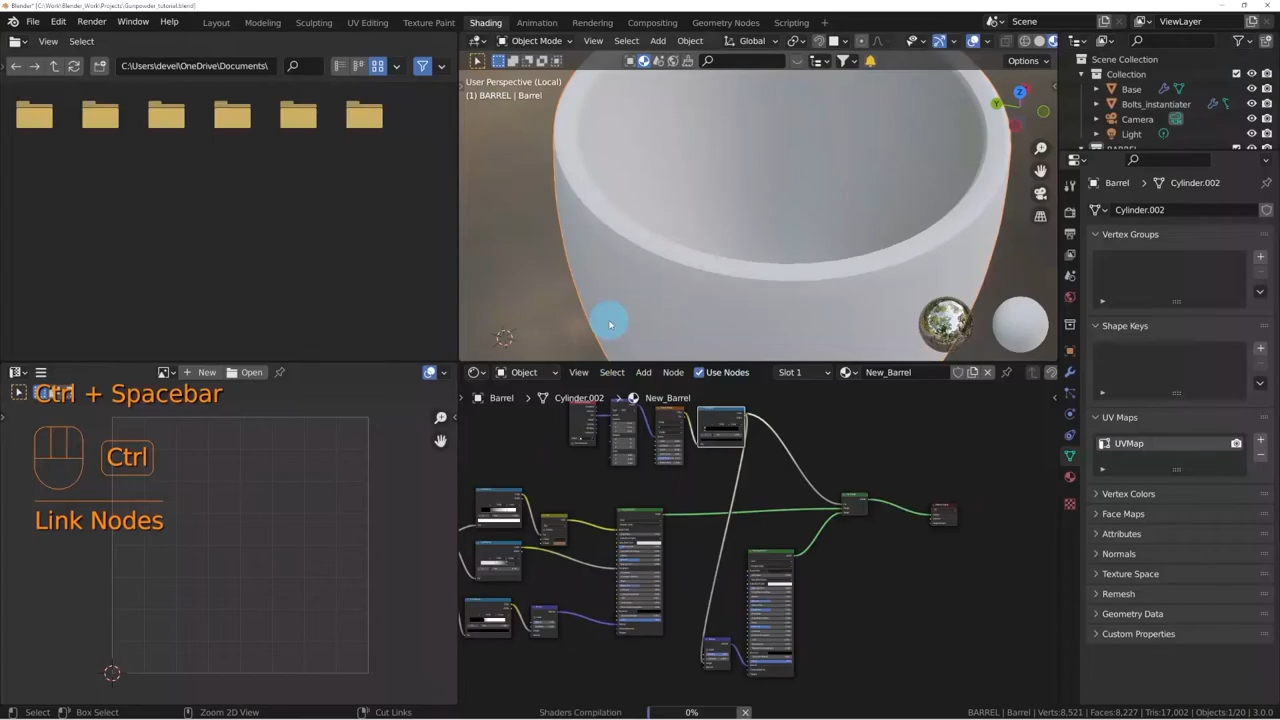 Blender* [C:\Work\Blender_Work\Projects\Gunpowder_tutorial.blend]
File Edit Render Window Help Layout Modeling Sculpting UV Editing Texture Paint Shading Animation Rendering Compositing Geometry Nodes Scripting Scene ViewLayer
View Select C:\Users\devel\OneDrive\Documents\
Object Mode View Select Add Object Global
Options
User Perspective (Local)
(1) BARREL | Barrel
Z
Y
Scene Collection
Collection
Base
Bolts_instantiater
Camera
Light
BARREL
Barrel Cylinder.002
Cylinder.002
Vertex Groups
Shape Keys
UV Maps
UVMap
Vertex Colors
Face Maps
Attributes
Normals
Texture Space
Remesh
Geometry Data
Custom Properties
New Open
Ctrl + Spacebar
Ctrl
Link Nodes
Object View Select Add Node Use Nodes Slot 1 New_Barrel
Barrel Cylinder.002 New_Barrel
Select Box Select Zoom 2D View Cut Links Shaders Compilation 0% BARREL | Barrel | Verts:8,521 | Faces:8,227 | Tris:17,002 | Objects:1/20 | 3.0.0